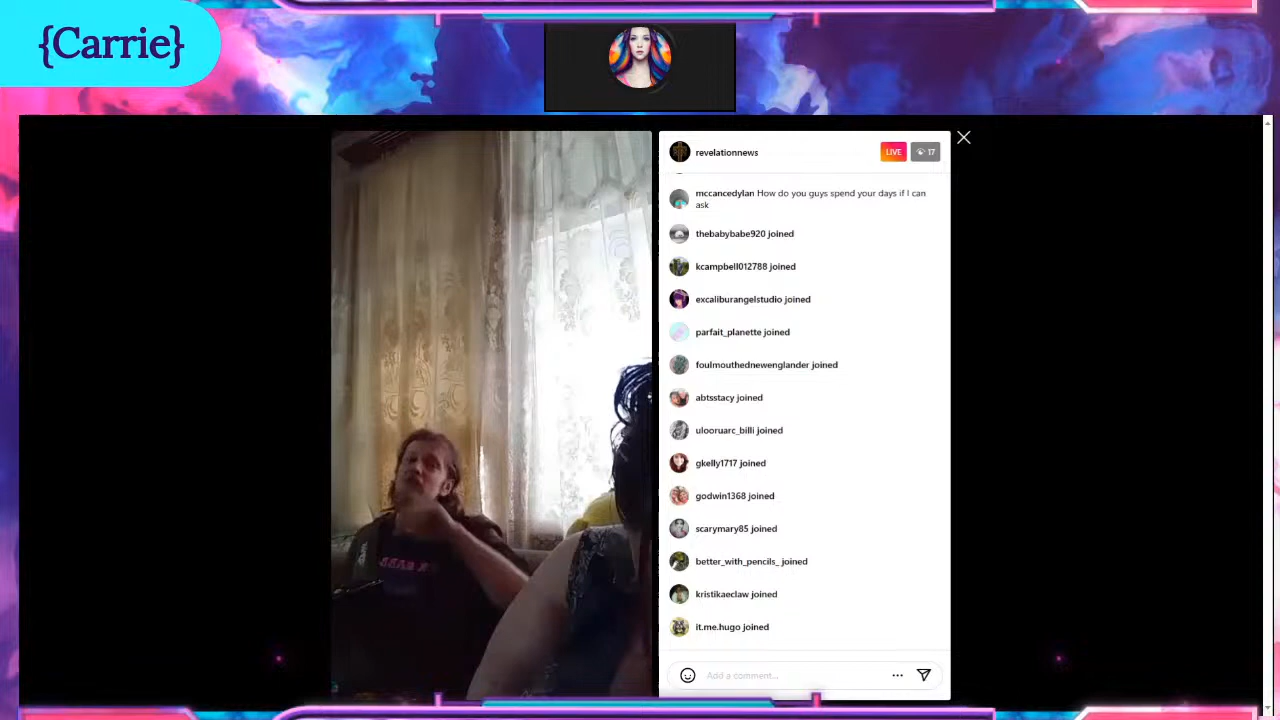 {Carrie}
revelationnews
LIVE
17
mccancedylan How do you guys spend your days if I can
ask
thebabybabe920 joined
kcampbell012788 joined
excaliburangelstudio joined
parfait_planette joined
foulmouthednewenglander joined
abtsstacy joined
ulooruarc_billi joined
gkelly1717 joined
godwin1368 joined
scarymary85 joined
better_with_pencils_ joined
kristikaeclaw joined
it.me.hugo joined
Add a comment...